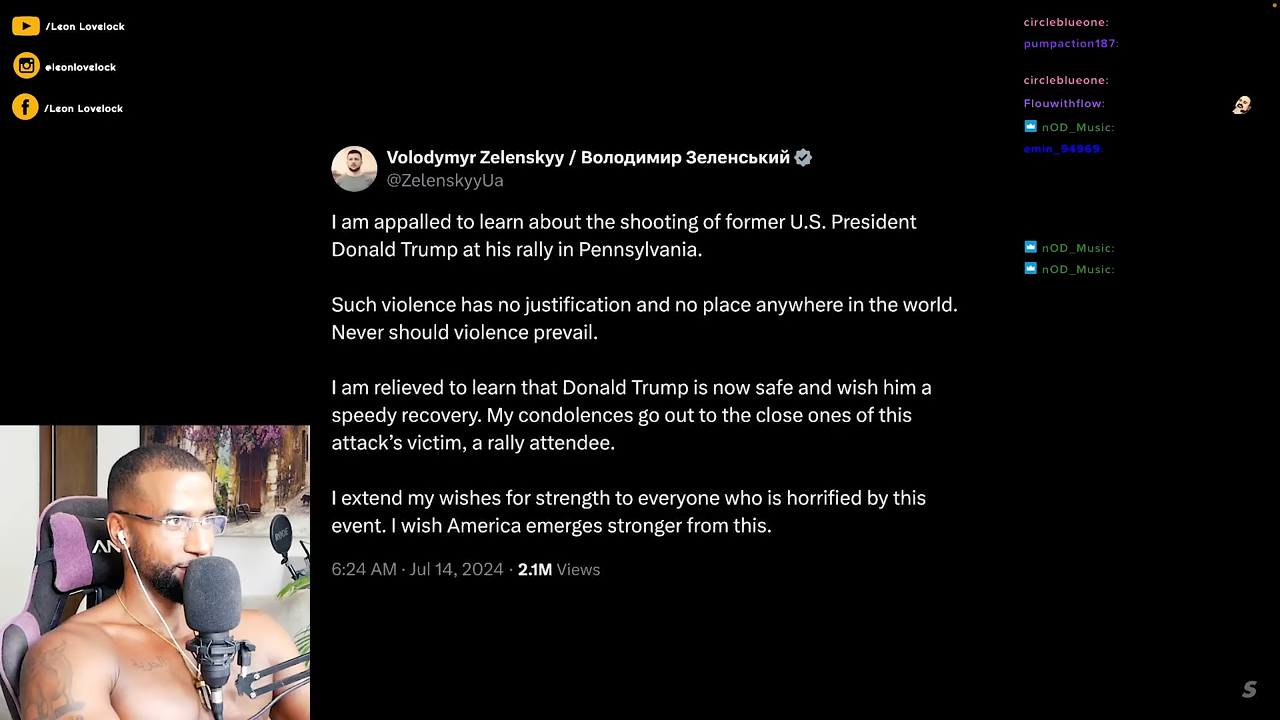 /Leon Lovelock
@leonlovelock
/Leon Lovelock
Volodymyr Zelenskyy / Володимир Зеленський
@ZelenskyyUa
I am appalled to learn about the shooting of former U.S. President
Donald Trump at his rally in Pennsylvania.
Such violence has no justification and no place anywhere in the world.
Never should violence prevail.
I am relieved to learn that Donald Trump is now safe and wish him a
speedy recovery. My condolences go out to the close ones of this
attack’s victim, a rally attendee.
I extend my wishes for strength to everyone who is horrified by this
event. I wish America emerges stronger from this.
6:24 AM · Jul 14, 2024 · 2.1M Views
circleblueone:
pumpaction187:
circleblueone:
Flouwithflow:
nOD_Music:
emin_94969:
nOD_Music:
nOD_Music:
AN
RODE
S